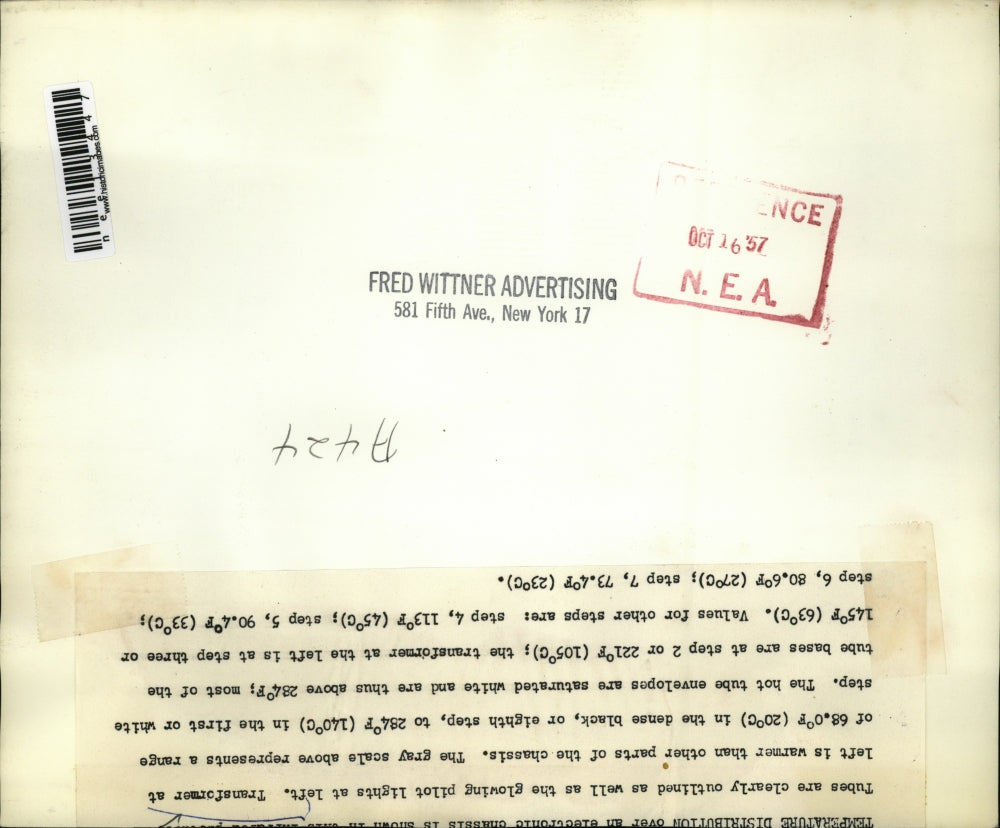 www.historicimages.com
nee13447
ENCE
OCT 16 '57
N. E. A.
FRED WITTNER ADVERTISING
581 Fifth Ave., New York 17
A424
TEMPERATURE DISTRIBUTION over an electronic chassis is shown in this infrared
Tubes are clearly outlined as well as the glowing pilot lights at left. Transformer at
left is warmer than other parts of the chassis. The gray scale above represents a range
of 68.0°F (20°C) in the dense black, or eighth step, to 284°F (140°C) in the first or white
step. The hot tube envelopes are saturated white and are thus above 284°F; most of the
tube bases are at step 2 or 221°F (105°C); the transformer at the left is at step three or
145°F (63°C). Values for other steps are: step 4, 113°F (45°C); step 5, 90.4°F (33°C);
step 6, 80.6°F (27°C); step 7, 73.4°F (23°C).